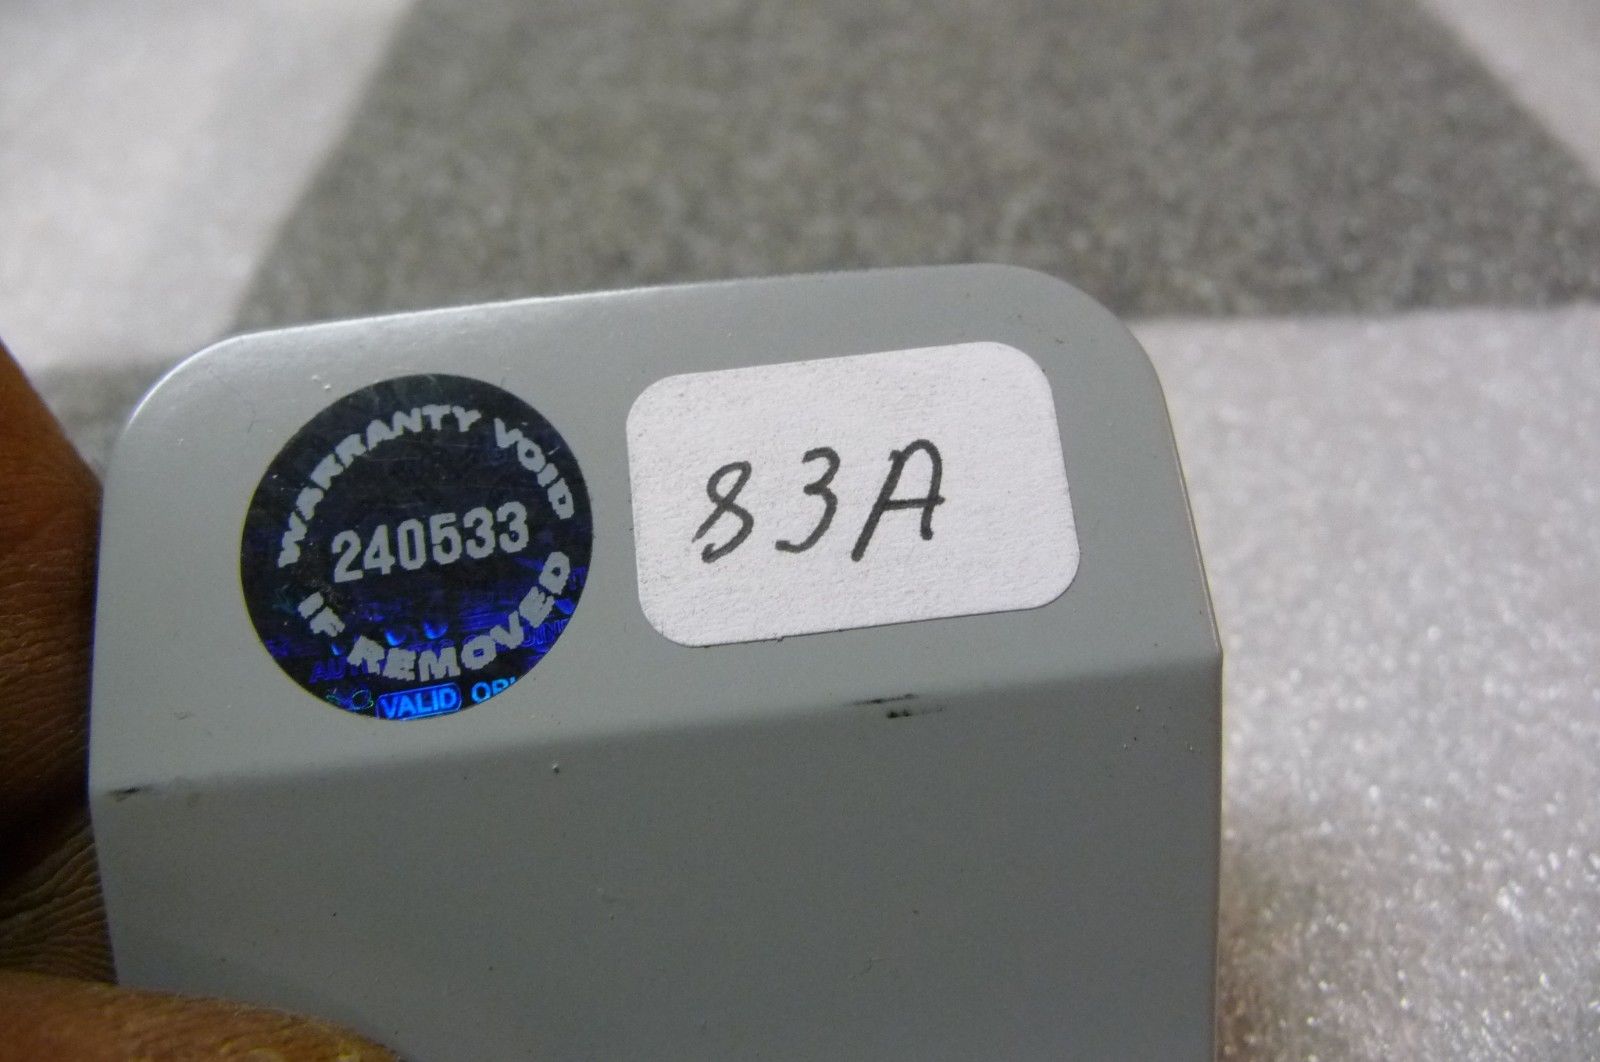 WARRANTY VOID
240533
IF REMOVED
VALID
83A